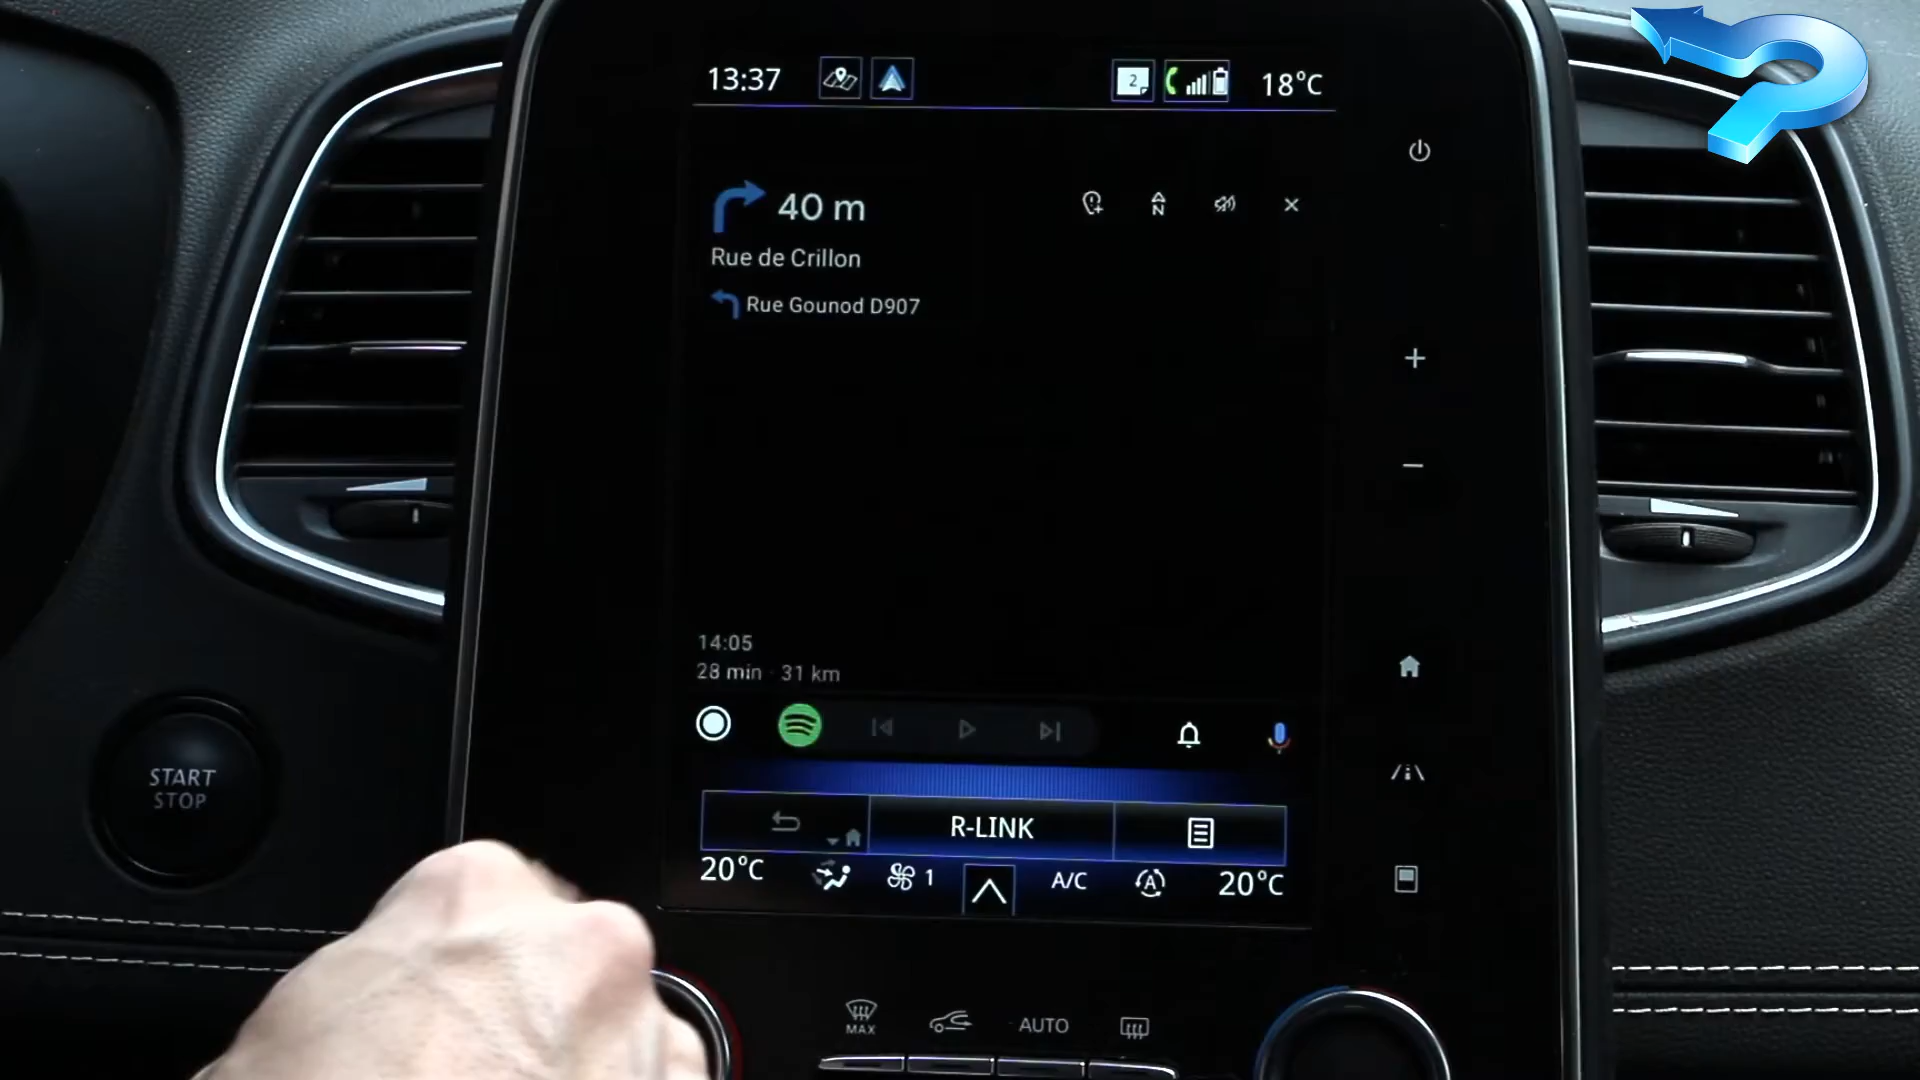 13:37
2
18°C
40 m
N
Rue de Crillon
Rue Gounod D907
14:05
28 min · 31 km
START
STOP
R-LINK
20°C
1
A/C
A
20°C
MAX
AUTO